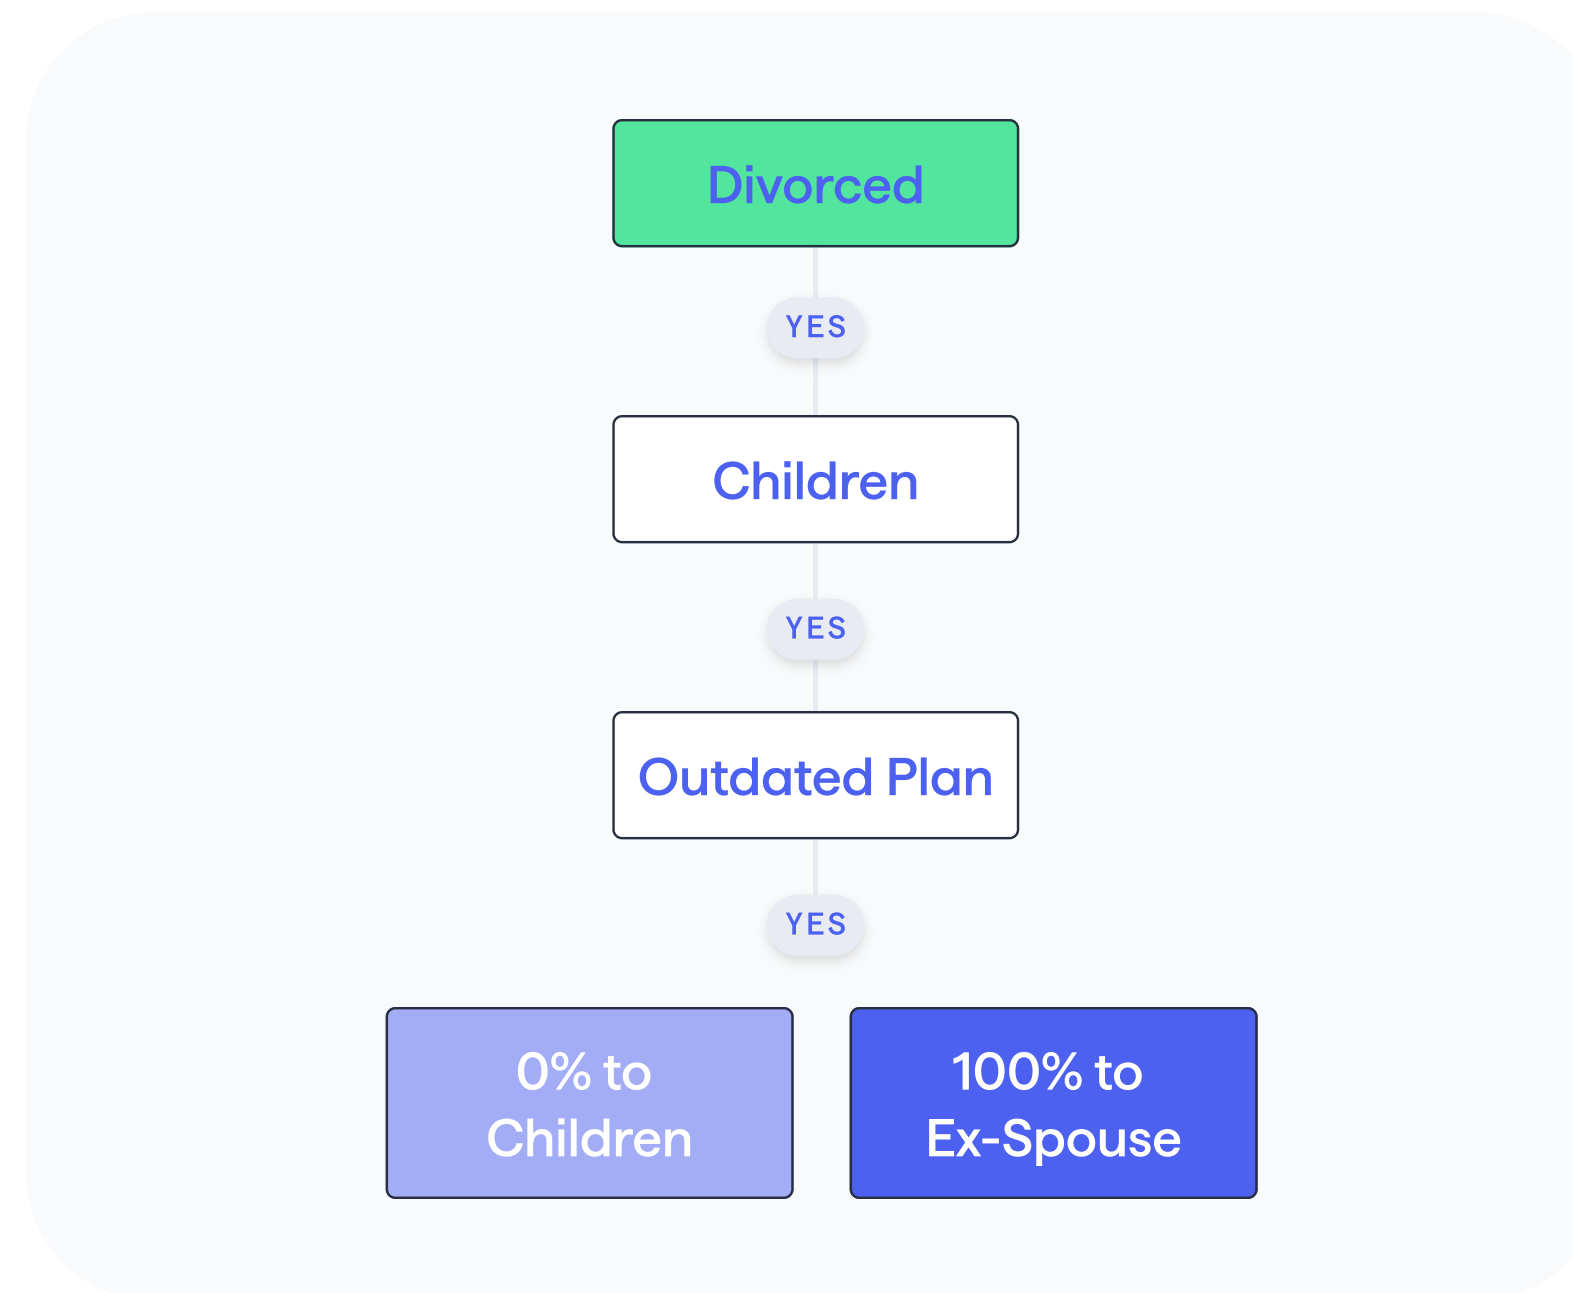 Divorced
YES
Children
YES
Outdated Plan
YES
0% to
Children
100% to
Ex-Spouse